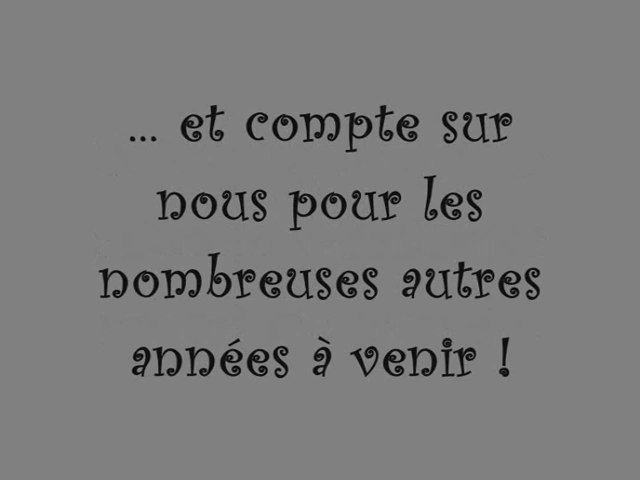 ... et compte sur
nous pour les
nombreuses autres
années à venir !